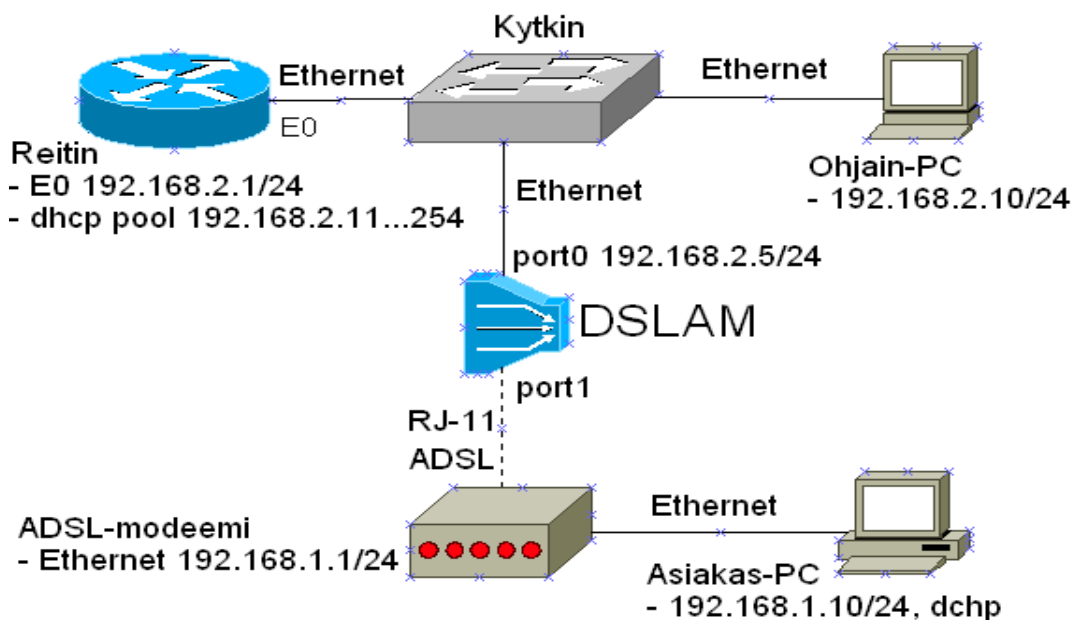 Kytkin
Ethernet
Ethernet
E0
Reitin
- E0 192.168.2.1/24
- dhcp pool 192.168.2.11...254
Ohjain-PC
- 192.168.2.10/24
Ethernet
port0 192.168.2.5/24
DSLAM
port1
RJ-11
ADSL
ADSL-modeemi
- Ethernet 192.168.1.1/24
Ethernet
Asiakas-PC
- 192.168.1.10/24, dchp